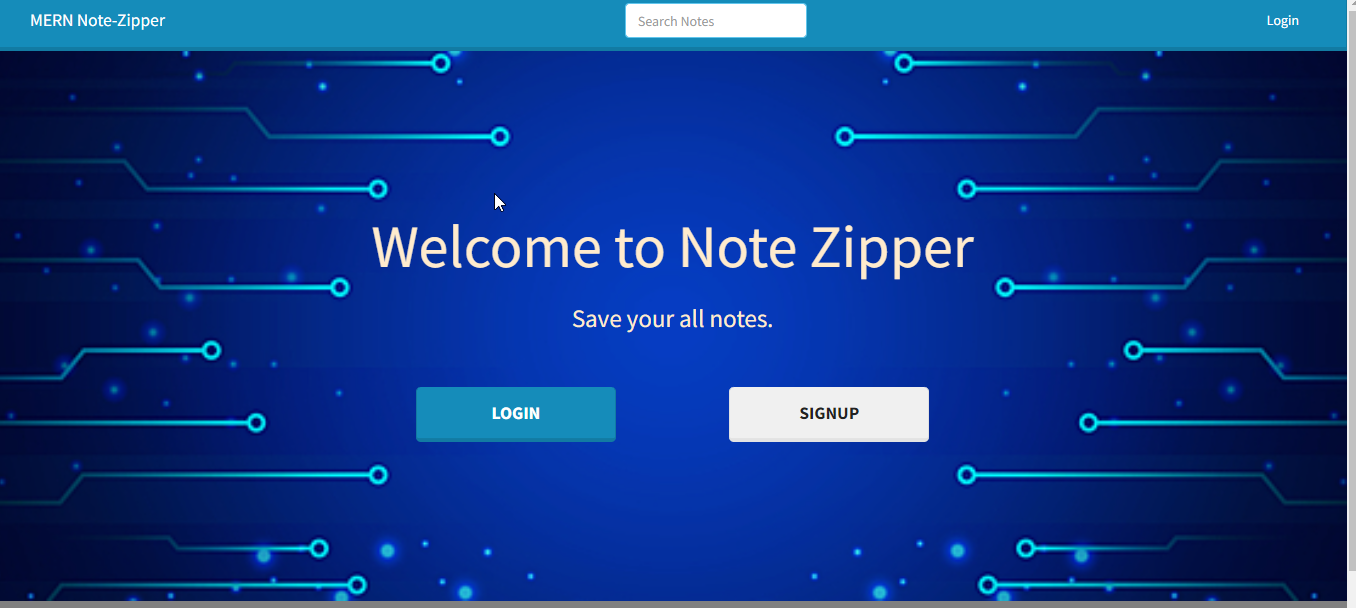 MERN Note-Zipper
Search Notes
Login
Welcome to Note Zipper
Save your all notes.
LOGIN
SIGNUP